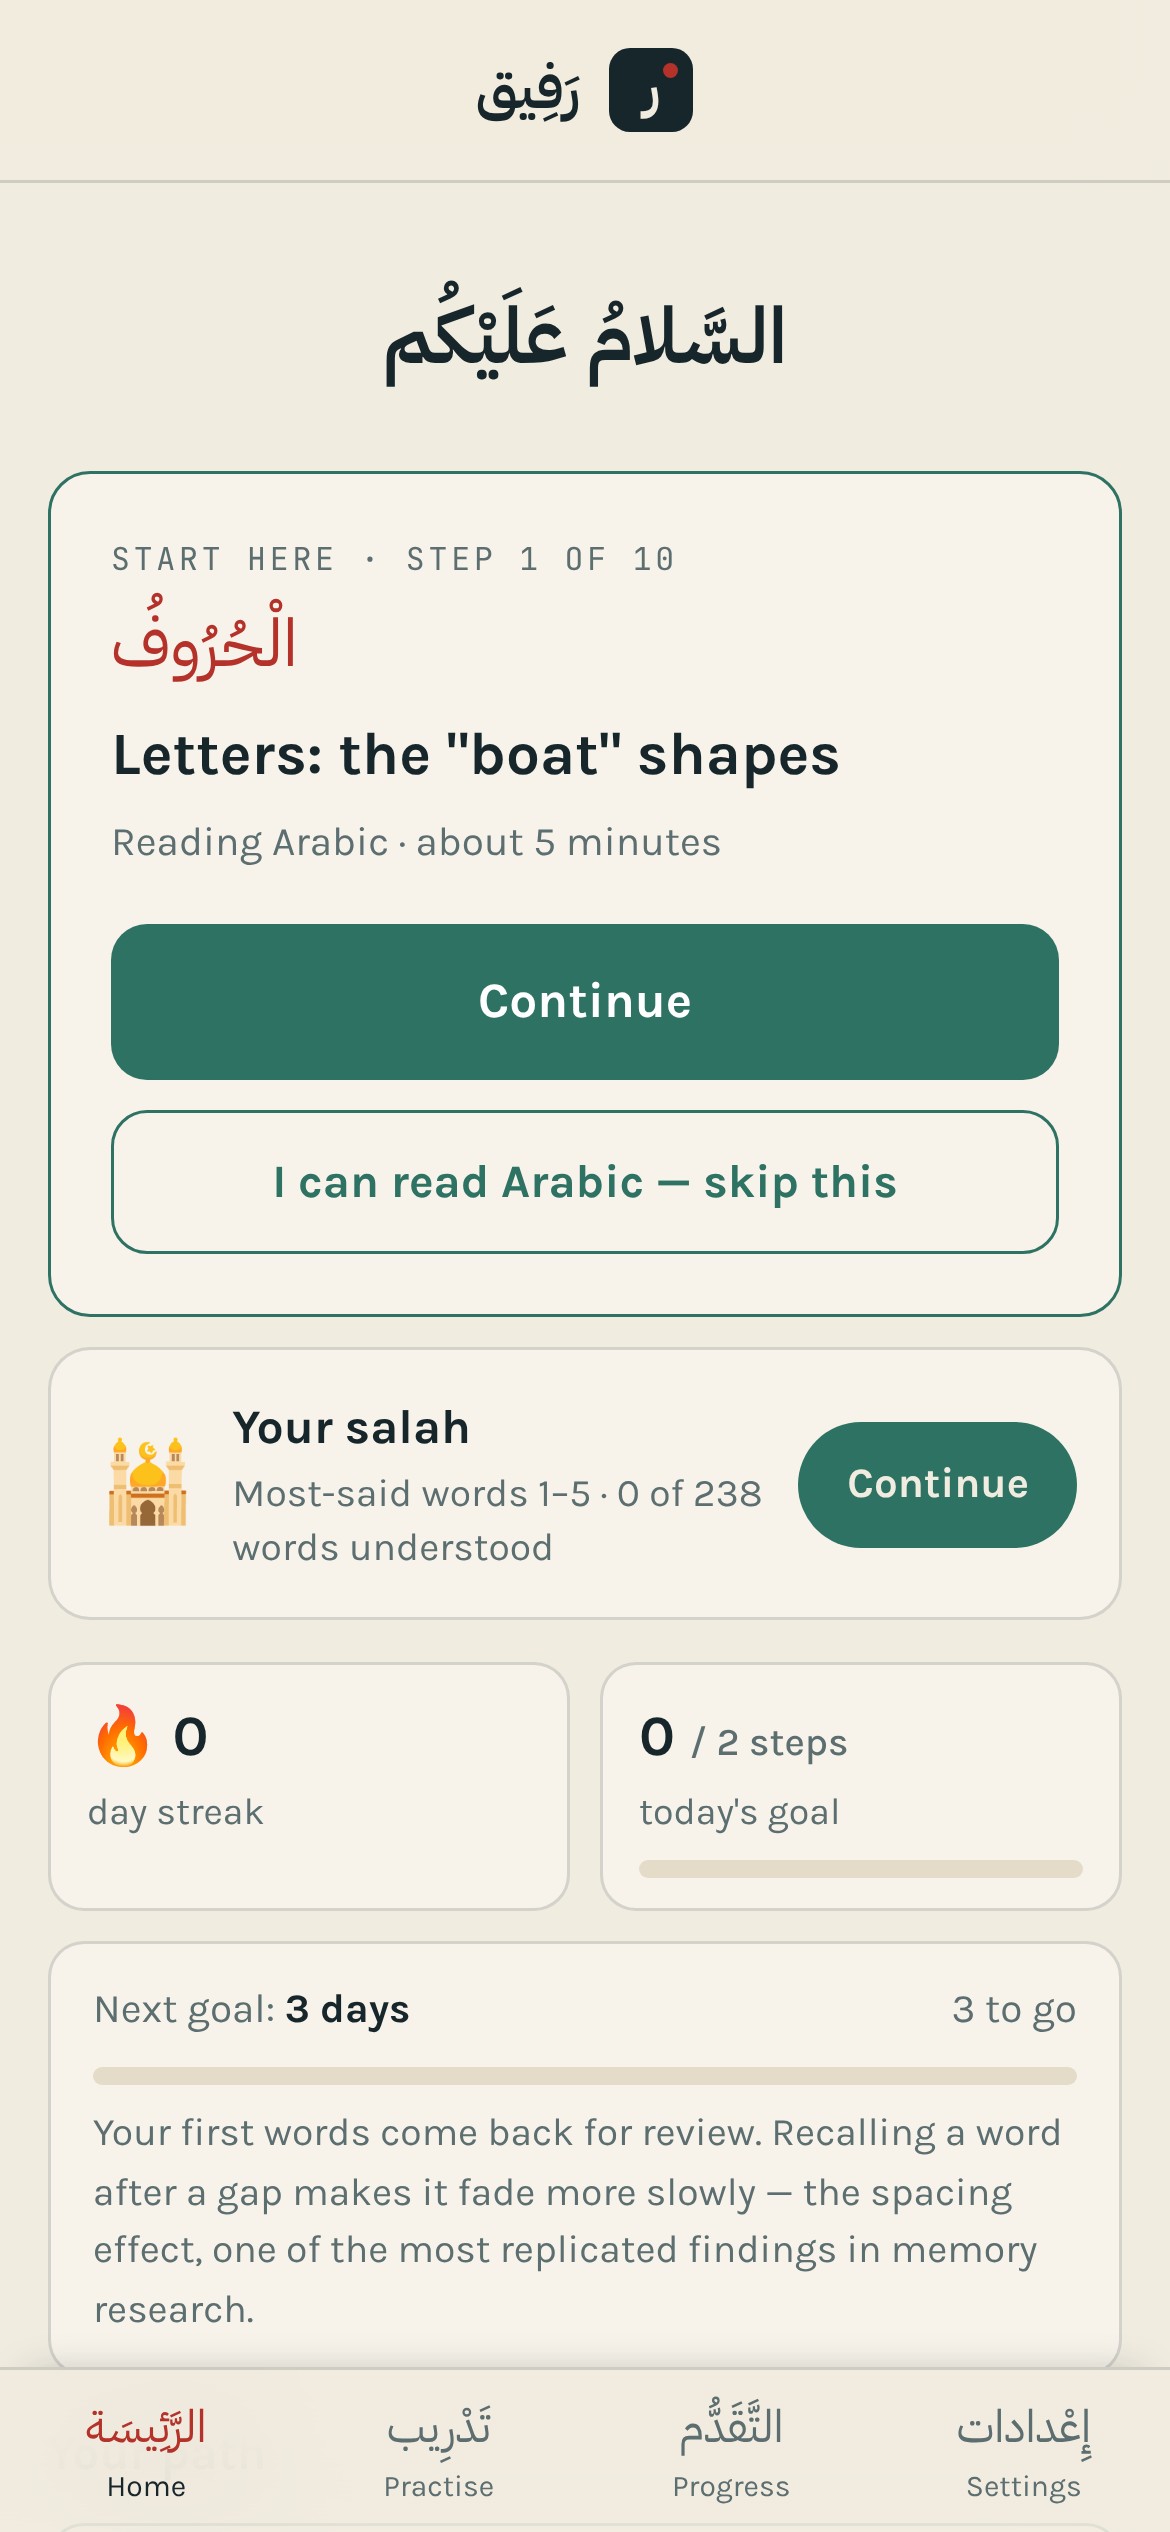 رَفِيق ر
السَّلامُ عَلَيْكُم
START HERE · STEP 1 OF 10
الْحُرُوفُ
Letters: the "boat" shapes
Reading Arabic · about 5 minutes
Continue
I can read Arabic — skip this
Your salah
Most-said words 1–5 · 0 of 238
words understood
Continue
🔥 0
day streak
0 / 2 steps
today's goal
Next goal: 3 days
3 to go
Your first words come back for review. Recalling a word
after a gap makes it fade more slowly — the spacing
effect, one of the most replicated findings in memory
research.
Your path
الرَّئِيسَة
Home
تَدْرِيب
Practise
التَّقَدُّم
Progress
إِعْدادات
Settings